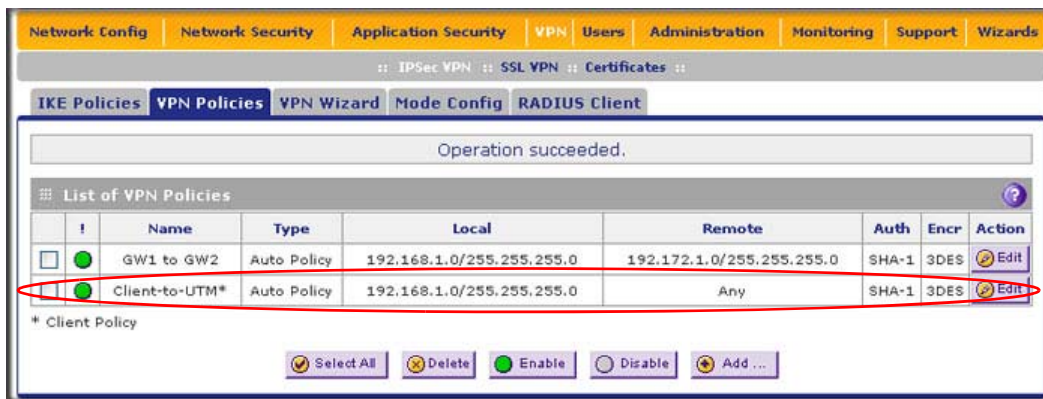 Network Config Network Security Application Security VPN Users Administration Monitoring Support Wizards
:: IPSec VPN :: SSL VPN :: Certificates ::
IKE Policies VPN Policies VPN Wizard Mode Config RADIUS Client
Operation succeeded.
List of VPN Policies ?
! Name Type Local Remote Auth Encr Action
GW1 to GW2 Auto Policy 192.168.1.0/255.255.255.0 192.172.1.0/255.255.255.0 SHA-1 3DES Edit
Client-to-UTM* Auto Policy 192.168.1.0/255.255.255.0 Any SHA-1 3DES Edit
* Client Policy
Select All Delete Enable Disable Add ...